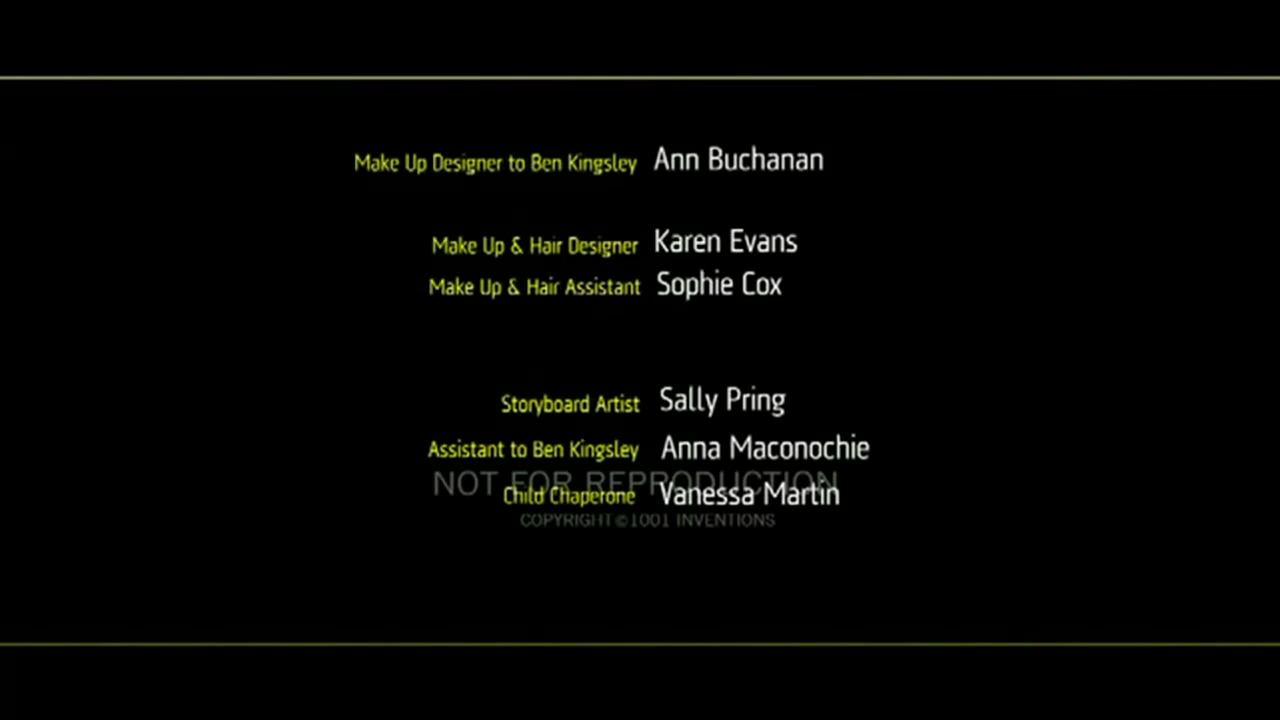 Make Up Designer to Ben Kingsley Ann Buchanan
Make Up & Hair Designer Karen Evans
Make Up & Hair Assistant Sophie Cox
Storyboard Artist Sally Pring
Assistant to Ben Kingsley Anna Maconochie
NOT FOR REPRODUCTION
Child Chaperone Vanessa Martin
COPYRIGHT©1001 INVENTIONS